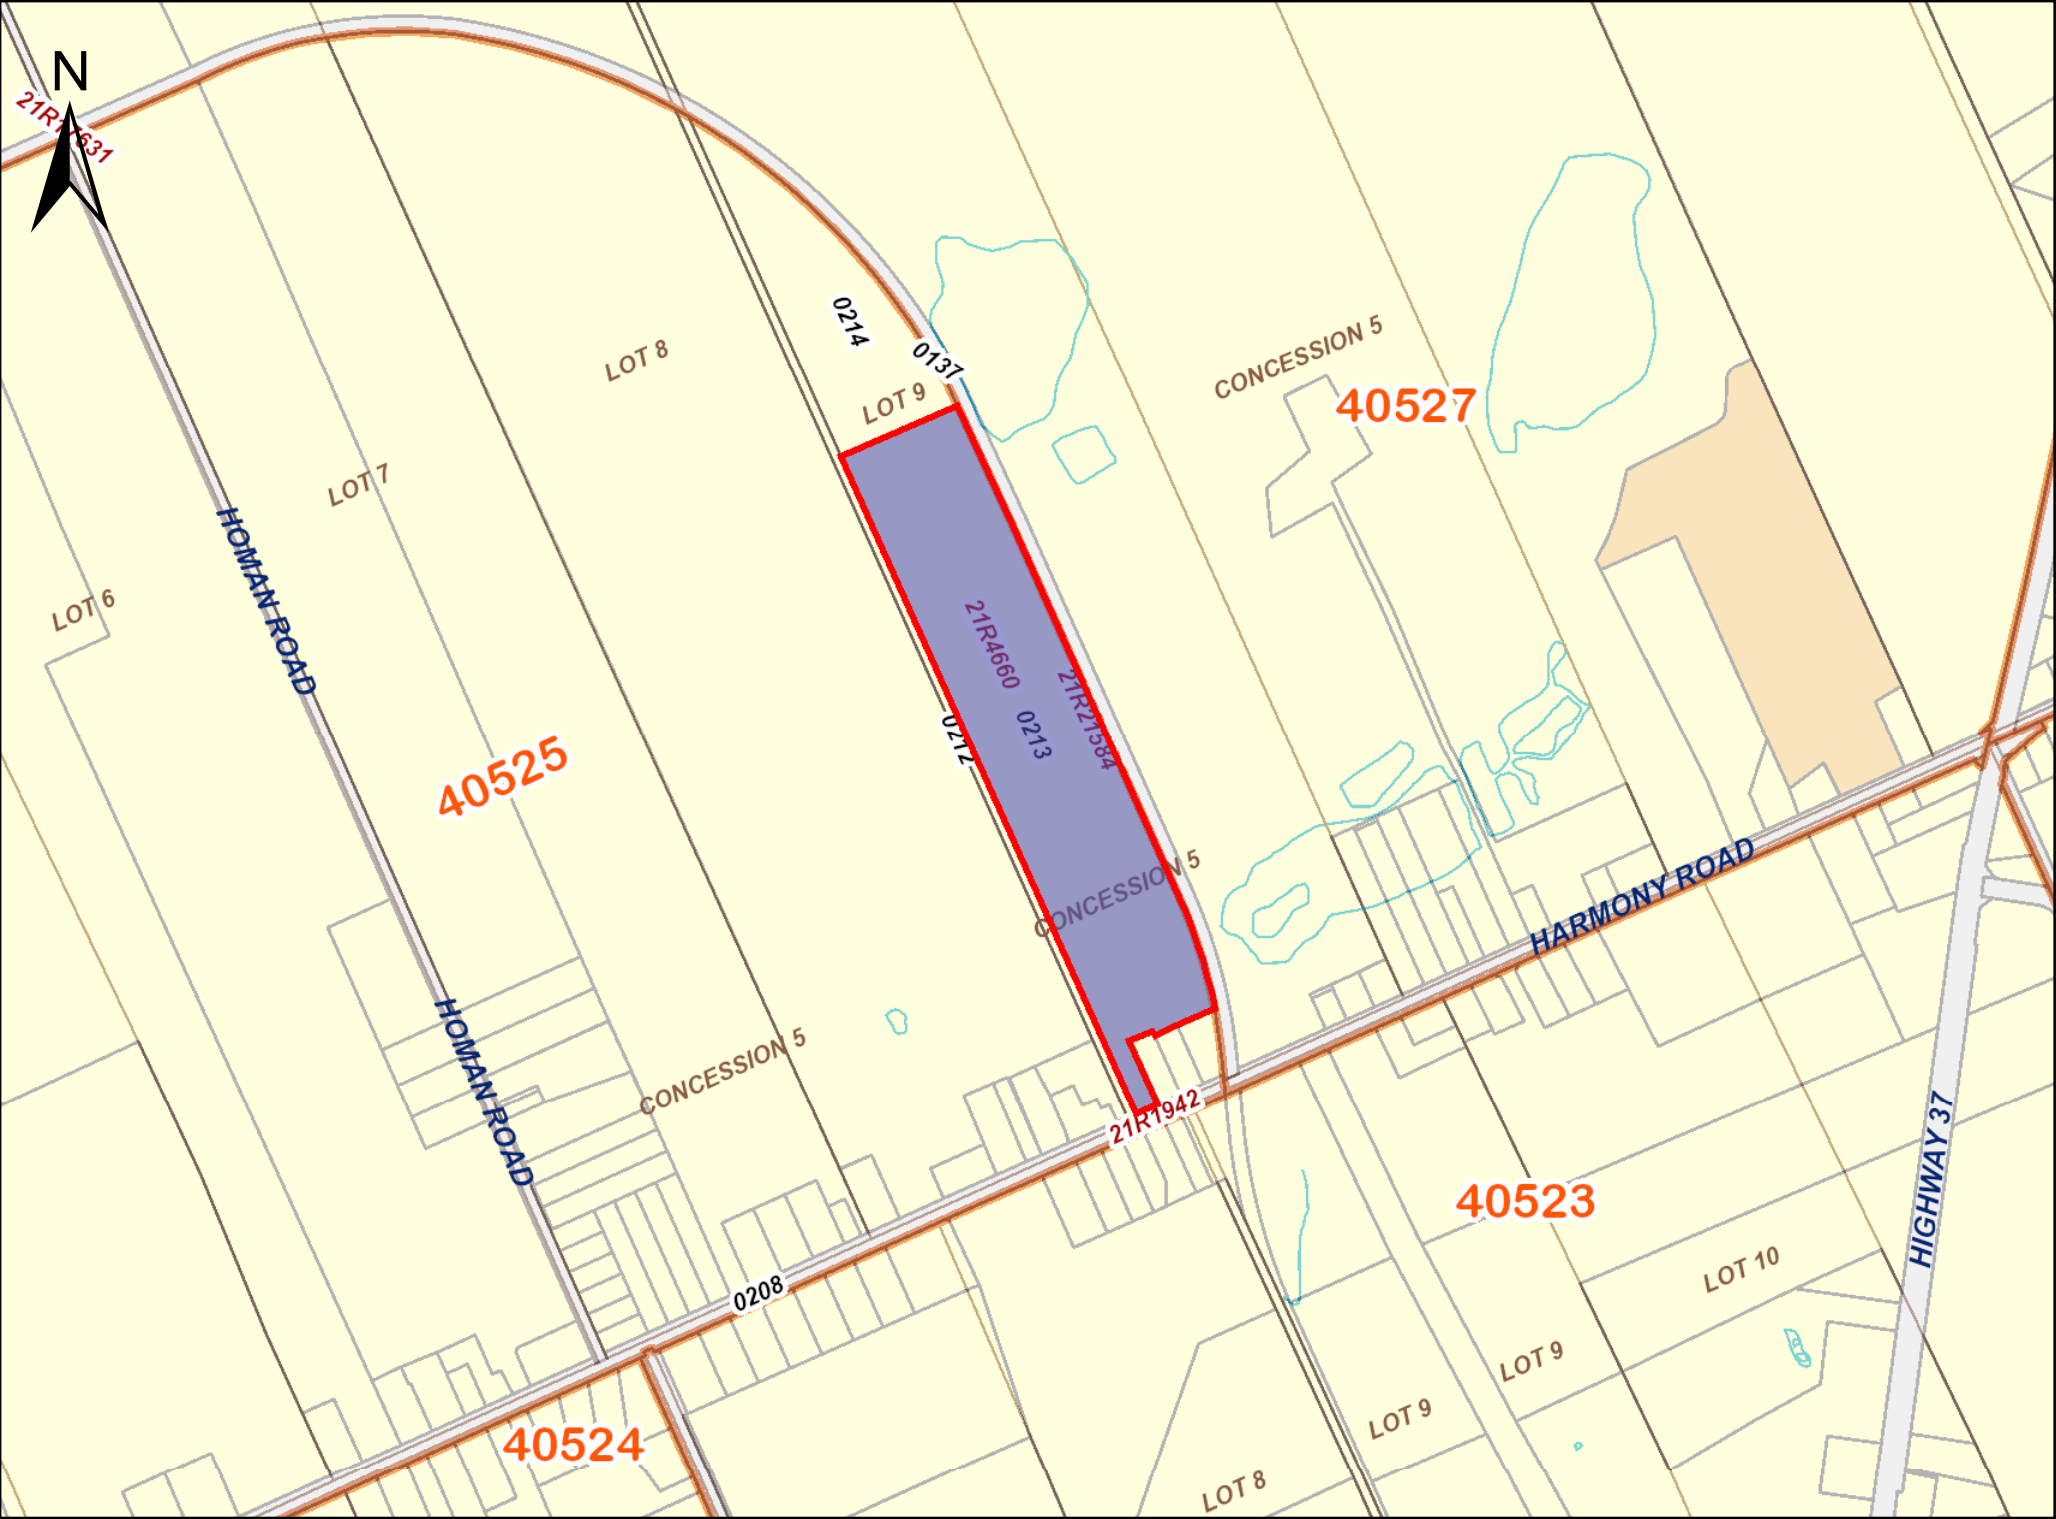 N
21R17631
0214
0137
CONCESSION 5
LOT 8
LOT 9
40527
LOT 7
HOMAN ROAD
LOT 6
21R4660
21R21584
0213
0212
40525
CONCESSION 5
HARMONY ROAD
HOMAN ROAD
CONCESSION 5
21R1942
HIGHWAY 37
40523
LOT 10
0208
LOT 9
LOT 9
40524
LOT 8